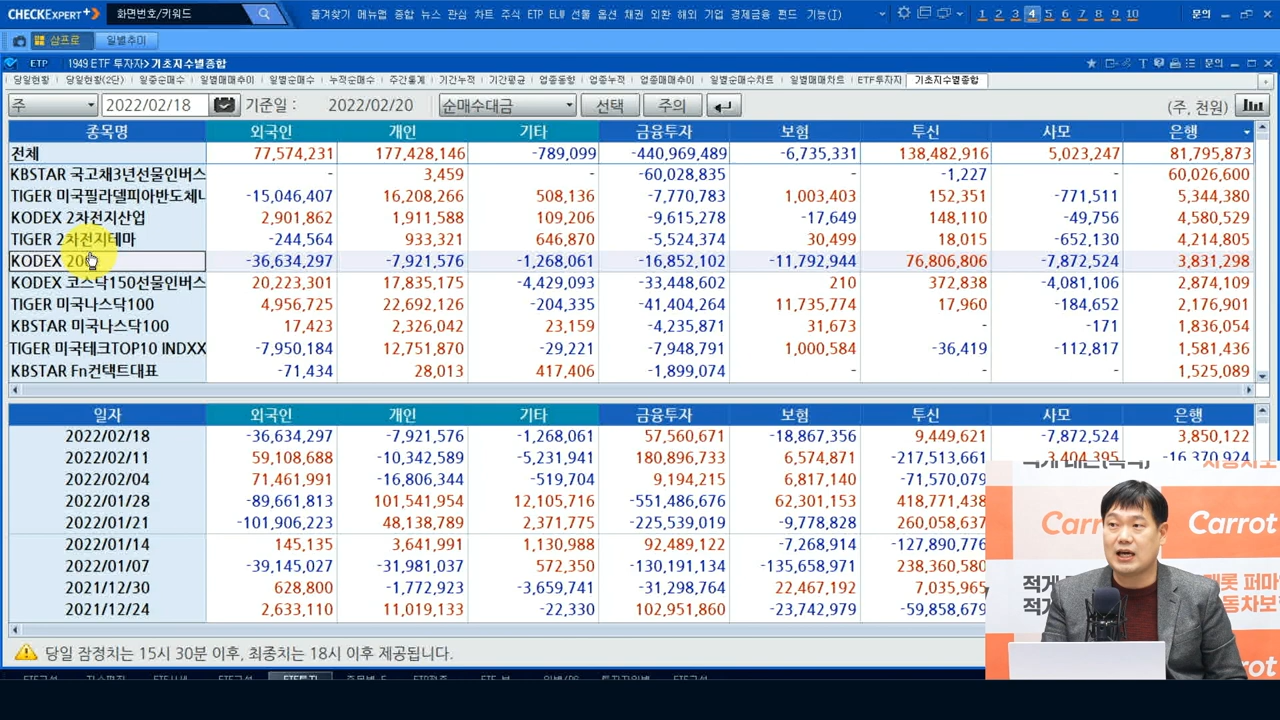 CHECKEXPERT+ 화면번호/키워드 즐겨찾기 메뉴맵 종합 뉴스 관심 차트 주식 ETP ELW 선물 옵션 채권 외환 해외 기업 경제금융 펀드 기능(I) 1 2 3 4 5 6 7 8 9 10 문의
삼프로 일별추이
ETP 1949 ETF 투자자>기초지수별종합 문의
당일현황 당일현황(2단) 일중순매수 일별매매추이 일별순매수 누적순매수 주간통계 기간누적 기간평균 업종동향 업종누적 업종매매추이 일별순매수차트 일별매매차트 ETF투자자 기초지수별종합
주 2022/02/18 기준일 : 2022/02/20 순매수대금 선택 주의 (주, 천원)
종목명 외국인 개인 기타 금융투자 보험 투신 사모 은행
전체 77,574,231 177,428,146 -789,099 -440,969,489 -6,735,331 138,482,916 5,023,247 81,795,873
KBSTAR 국고채3년선물인버스 - 3,459 - -60,028,835 - -1,227 - 60,026,600
TIGER 미국필라델피아반도체나 -15,046,407 16,208,266 508,136 -7,770,783 1,003,403 152,351 -771,511 5,344,380
KODEX 2차전지산업 2,901,862 1,911,588 109,206 -9,615,278 -17,649 148,110 -49,756 4,580,529
TIGER 2차전지테마 -244,564 933,321 646,870 -5,524,374 30,499 18,015 -652,130 4,214,805
KODEX 200 -36,634,297 -7,921,576 -1,268,061 -16,852,102 -11,792,944 76,806,806 -7,872,524 3,831,298
KODEX 코스닥150선물인버스 20,223,301 17,835,175 -4,429,093 -33,448,602 210 372,838 -4,081,106 2,874,109
TIGER 미국나스닥100 4,956,725 22,692,126 -204,335 -41,404,264 11,735,774 17,960 -184,652 2,176,901
KBSTAR 미국나스닥100 17,423 2,326,042 23,159 -4,235,871 31,673 - -171 1,836,054
TIGER 미국테크TOP10 INDXX -7,950,184 12,751,870 -29,221 -7,948,791 1,000,584 -36,419 -112,817 1,581,436
KBSTAR Fn컨택트대표 -71,434 28,013 417,406 -1,899,074 - - - 1,525,089
일자 외국인 개인 기타 금융투자 보험 투신 사모 은행
2022/02/18 -36,634,297 -7,921,576 -1,268,061 57,560,671 -18,867,356 9,449,621 -7,872,524 3,850,122
2022/02/11 59,108,688 -10,342,589 -5,231,941 180,896,733 6,574,871 -217,513,661 3,404,395 -16,370,924
2022/02/04 71,461,991 -16,806,344 -519,704 9,194,215 6,817,140 -71,570,079
2022/01/28 -89,661,813 101,541,954 12,105,716 -551,486,676 62,301,153 418,771,438
2022/01/21 -101,906,223 48,138,789 2,371,775 -225,539,019 -9,778,828 260,058,637
2022/01/14 145,135 3,641,991 1,130,988 92,489,122 -7,268,914 -127,890,776
2022/01/07 -39,145,027 -31,981,037 572,350 -130,191,134 -135,658,971 238,360,580
2021/12/30 628,800 -1,772,923 -3,659,741 -31,298,764 22,467,192 7,035,965
2021/12/24 2,633,110 11,019,133 -22,330 102,951,860 -23,742,979 -59,858,679
Carr Carrot
적게 캐롯 퍼마
적게 동차보
rot
당일 잠정치는 15시 30분 이후, 최종치는 18시 이후 제공됩니다.